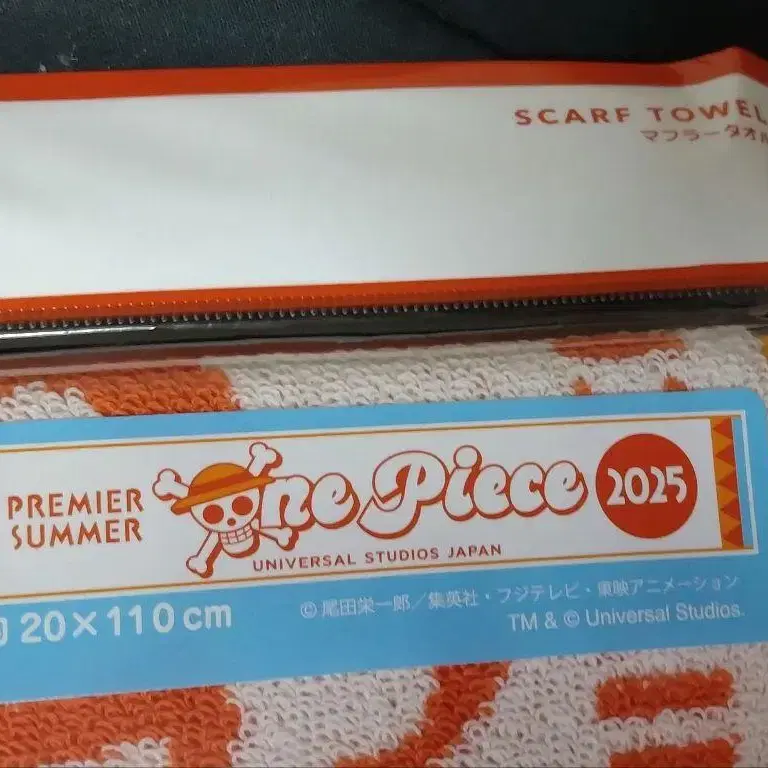 SCARF TOWEL
マフラータオル
PREMIER
SUMMER
One Piece
2025
UNIVERSAL STUDIOS JAPAN
20×110cm
© 尾田栄一郎／集英社・フジテレビ・東映アニメーション
TM & © Universal Studios.